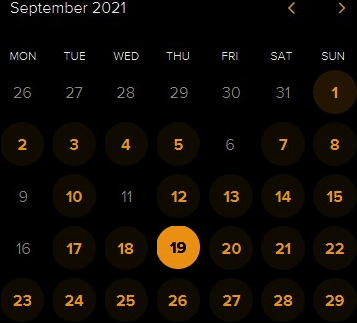 September 2021
MON TUE WED THU FRI SAT SUN
26 27 28 29 30 31 1
2 3 4 5 6 7 8
9 10 11 12 13 14 15
16 17 18 19 20 21 22
23 24 25 26 27 28 29